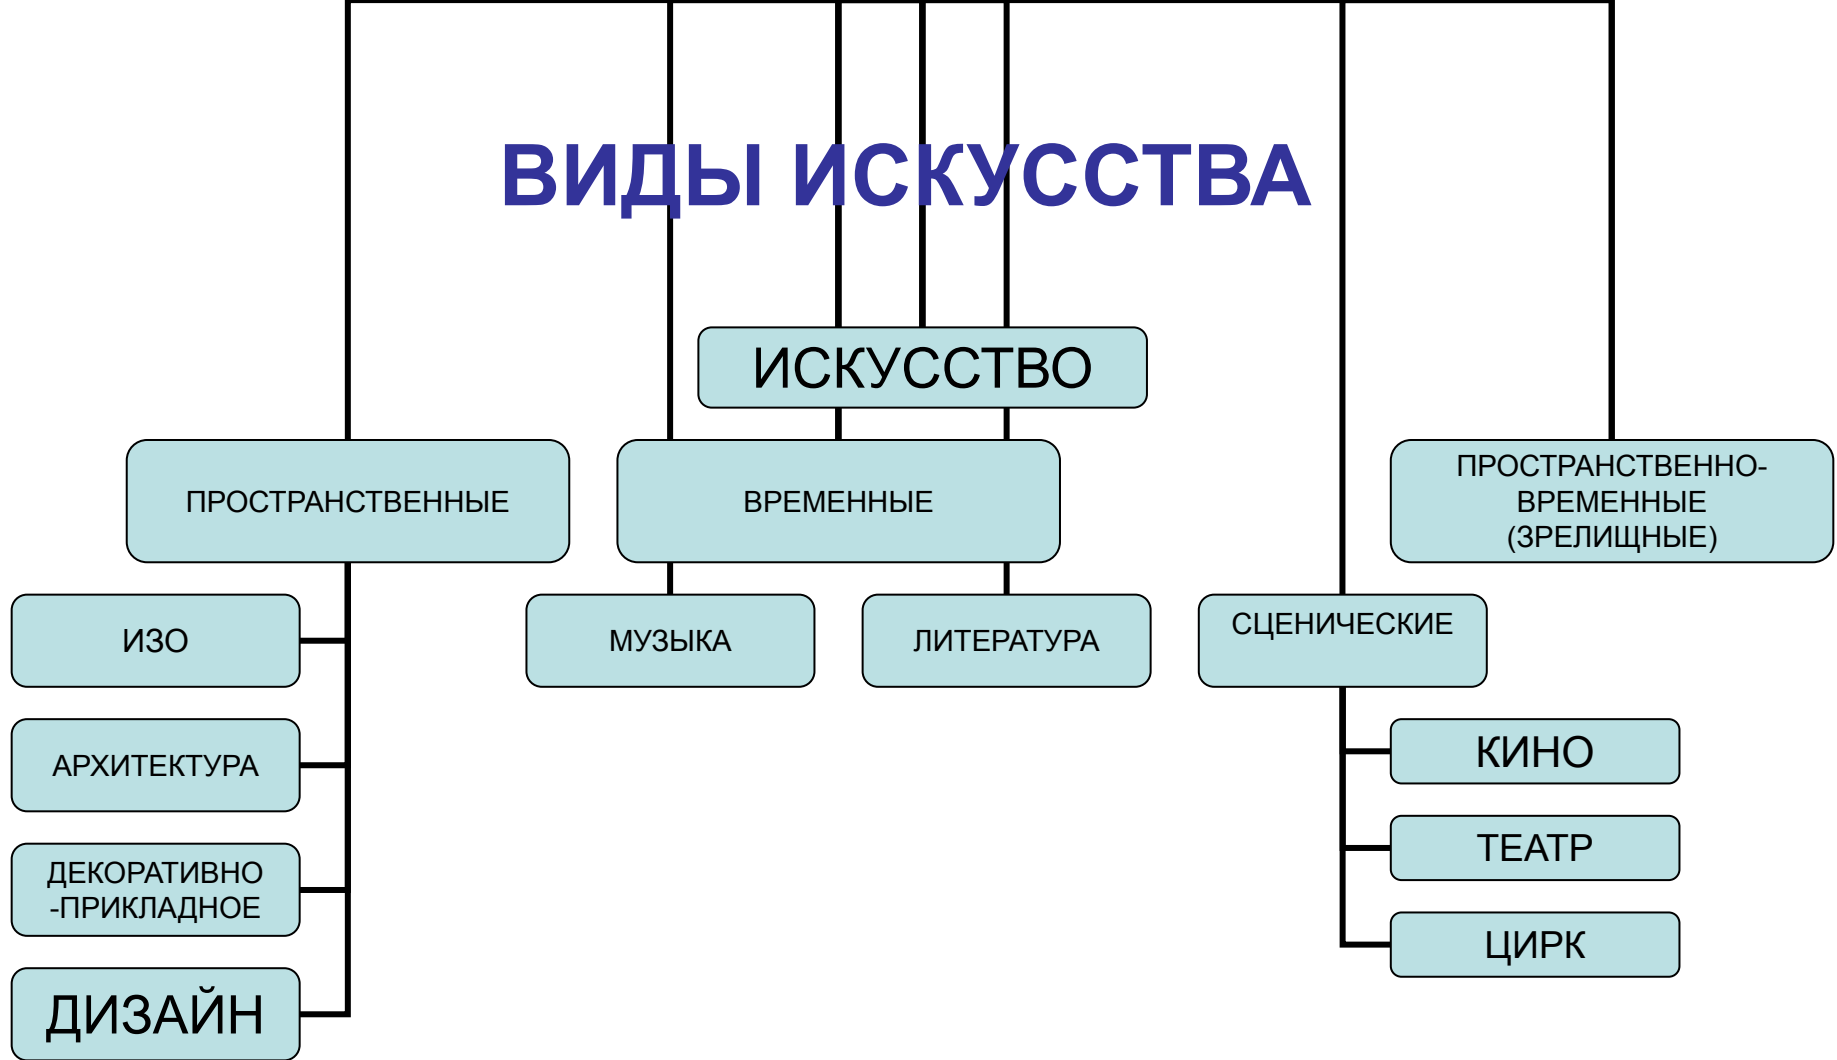 ВИДЫ ИСКУССТВА
ИСКУССТВО
ПРОСТРАНСТВЕННЫЕ
ВРЕМЕННЫЕ
ПРОСТРАНСТВЕННО-
ВРЕМЕННЫЕ
(ЗРЕЛИЩНЫЕ)
ИЗО
МУЗЫКА
ЛИТЕРАТУРА
СЦЕНИЧЕСКИЕ
АРХИТЕКТУРА
КИНО
ДЕКОРАТИВНО
-ПРИКЛАДНОЕ
ТЕАТР
ЦИРК
ДИЗАЙН